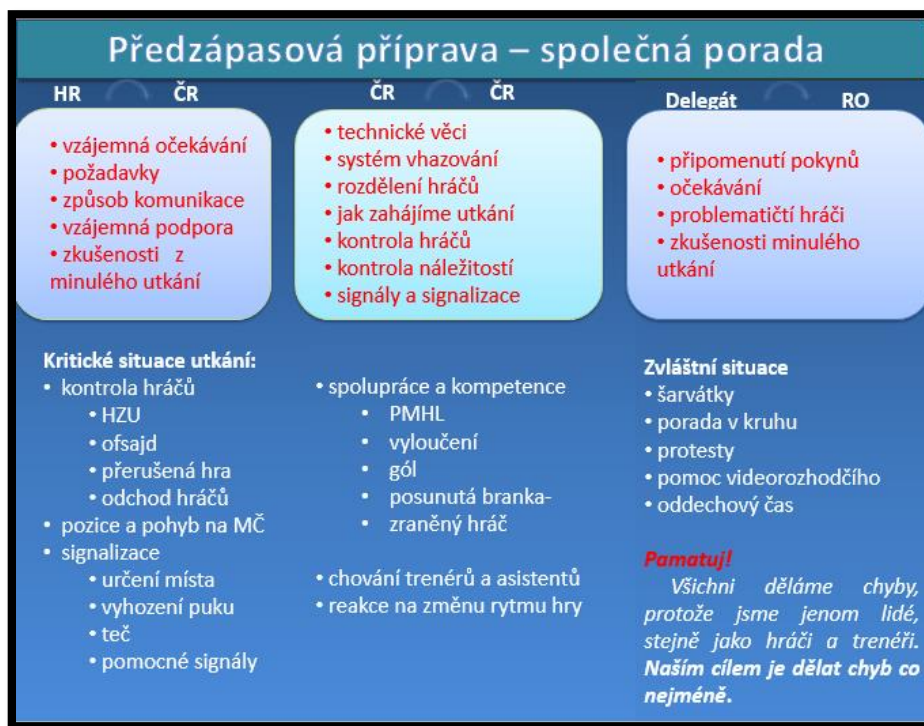 Předzápasová příprava – společná porada
HR ČR
• vzájemná očekávání
• požadavky
• způsob komunikace
• vzájemná podpora
• zkušenosti z
minulého utkání
ČR ČR
• technické věci
• systém vhazování
• rozdělení hráčů
• jak zahájíme utkání
• kontrola hráčů
• kontrola náležitostí
• signály a signalizace
Delegát RO
• připomenutí pokynů
• očekávání
• problematičtí hráči
• zkušenosti minulého
utkání
Kritické situace utkání:
• kontrola hráčů
• HZU
• ofsajd
• přerušená hra
• odchod hráčů
• pozice a pohyb na MČ
• signalizace
• určení místa
• vyhození puku
• teč
• pomocné signály
• spolupráce a kompetence
• PMHL
• vyloučení
• gól
• posunutá branka-
• zraněný hráč
• chování trenérů a asistentů
• reakce na změnu rytmu hry
Zvláštní situace
• šarvátky
• porada v kruhu
• protesty
• pomoc videorozhodčího
• oddechový čas
Pamatuj!
Všichni děláme chyby,
protože jsme jenom lidé,
stejně jako hráči a trenéři.
Naším cílem je dělat chyb co
nejméně.